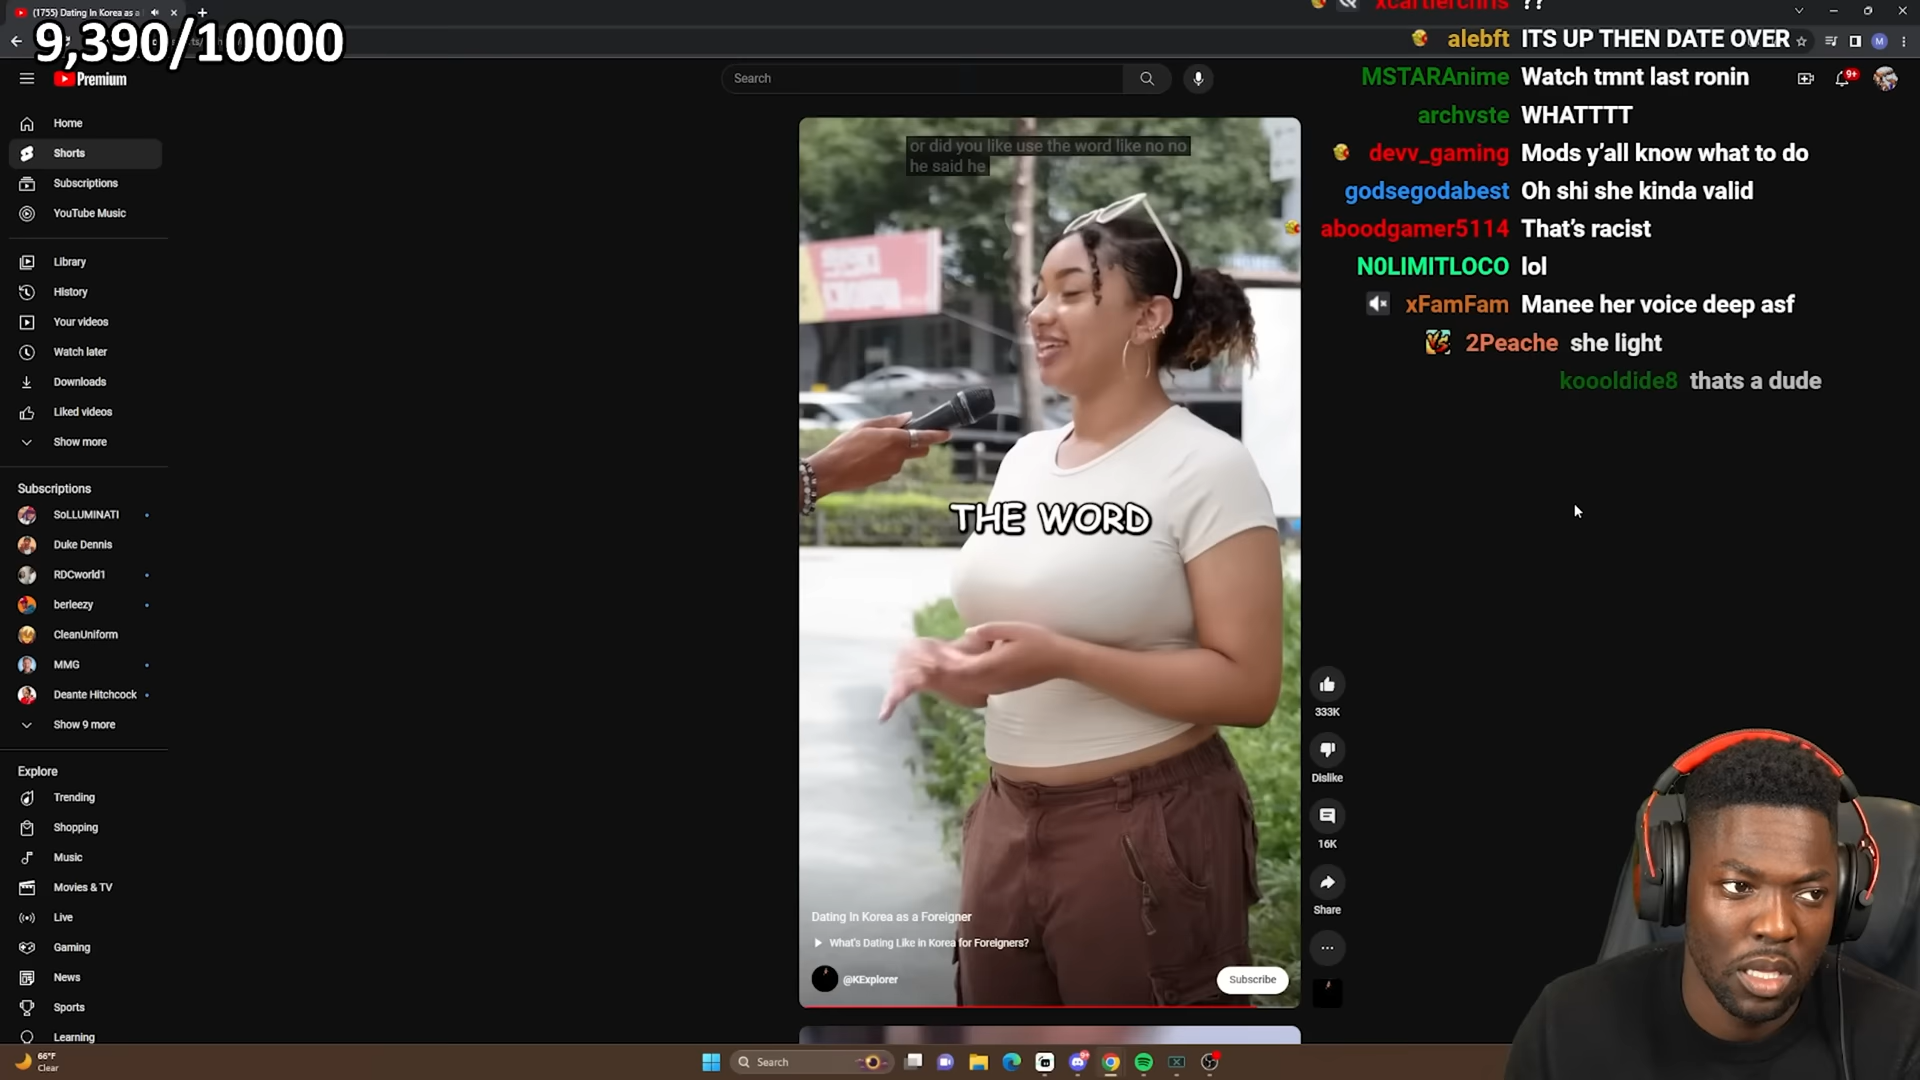 (1755) Dating In Korea as a
9,390/10000
Premium
Search
9+
M
Home
Shorts
Subscriptions
YouTube Music
Library
History
Your videos
Watch later
Downloads
Liked videos
Show more
Subscriptions
SoLLUMINATI
Duke Dennis
RDCworld1
berleezy
CleanUniform
MMG
Deante Hitchcock
Show 9 more
Explore
Trending
Shopping
Music
Movies & TV
Live
Gaming
News
Sports
Learning
or did you like use the word like no no
he said he
THE WORD
Dating In Korea as a Foreigner
What's Dating Like in Korea for Foreigners?
@KExplorer
Subscribe
333K
Dislike
16K
Share
xcartierchris ??
alebft ITS UP THEN DATE OVER
MSTARAnime Watch tmnt last ronin
archvste WHATTTT
devv_gaming Mods y'all know what to do
godsegodabest Oh shi she kinda valid
aboodgamer5114 That's racist
N0LIMITLOCO lol
xFamFam Manee her voice deep asf
2Peache she light
koooldide8 thats a dude
66°F
Clear
Search